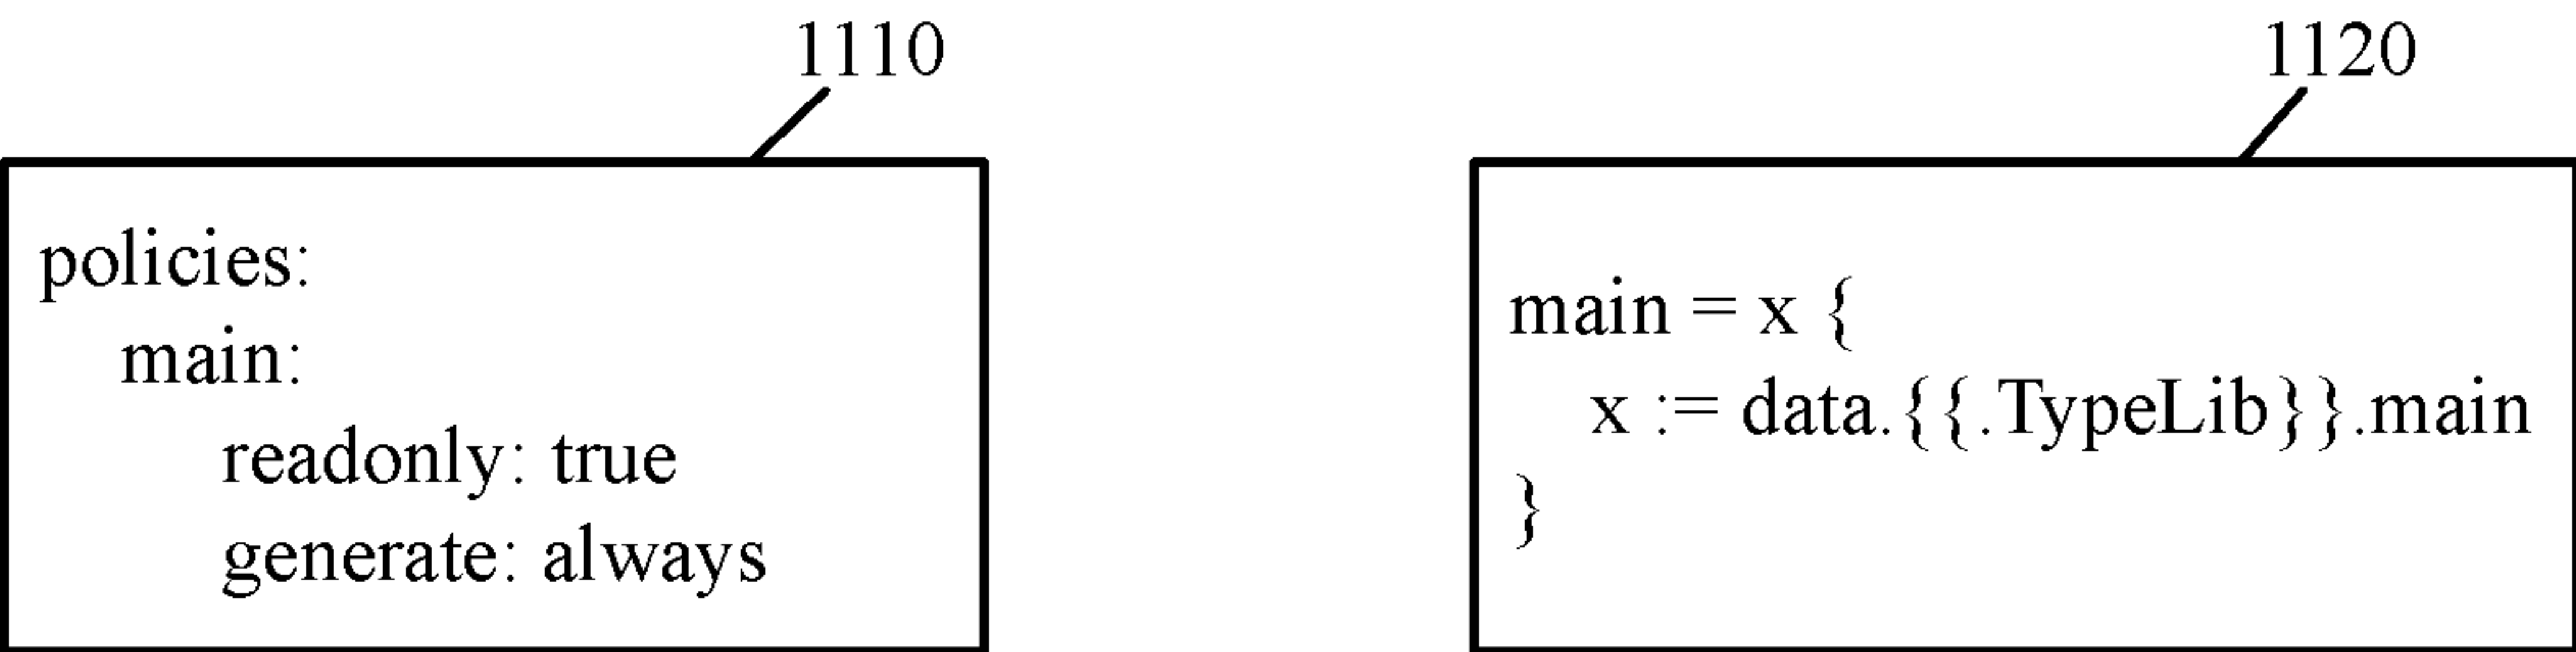 1110
policies:
main:
readonly: true
generate: always
1120
main = x {
x := data.{{.TypeLib}}.main
}